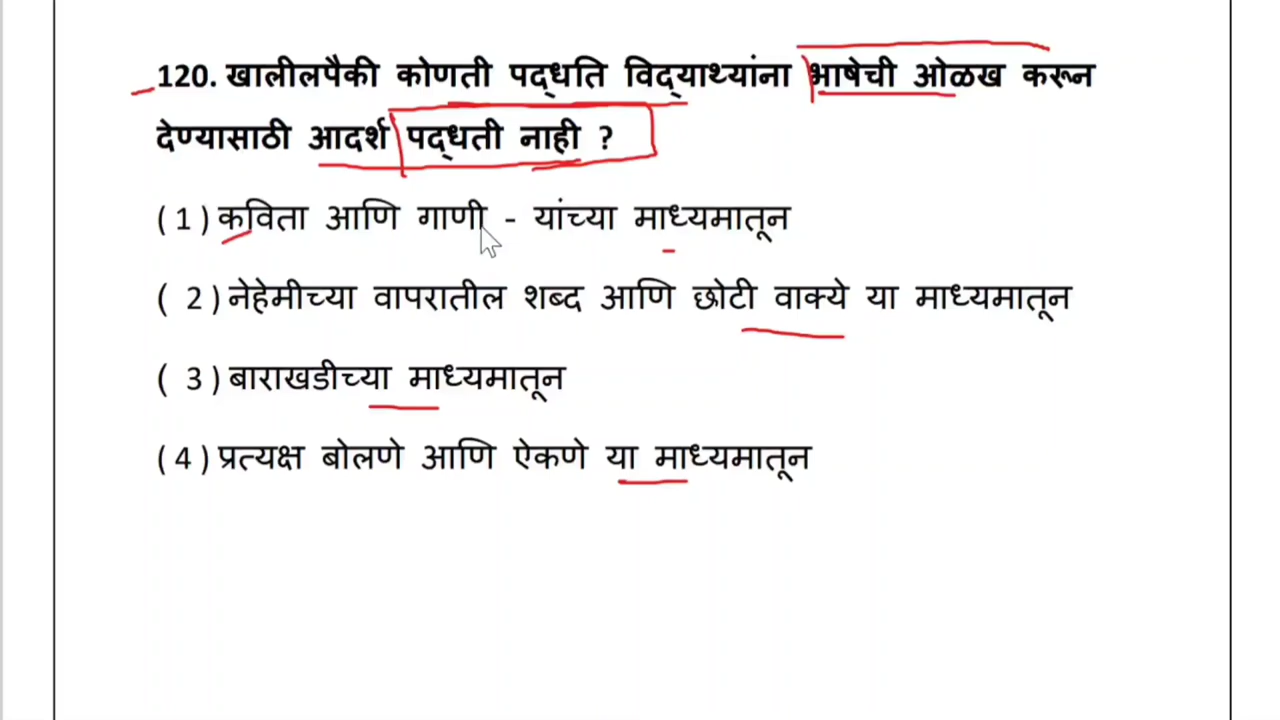 120. खालीलपैकी कोणती पद्धति विद्यार्थ्यांना भाषेची ओळख करून
देण्यासाठी आदर्श पद्धती नाही ?
(1) कविता आणि गाणी - यांच्या माध्यमातून
( 2) नेहेमीच्या वापरातील शब्द आणि छोटी वाक्ये या माध्यमातून
( 3) बाराखडीच्या माध्यमातून
(4) प्रत्यक्ष बोलणे आणि ऐकणे या माध्यमातून